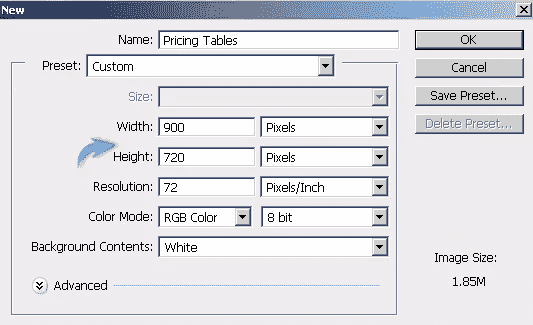 New
Name: Pricing Tables
OK
Preset: Custom
Cancel
Size:
Save Preset...
Width: 900 Pixels
Delete Preset...
Height: 720 Pixels
Resolution: 72 Pixels/Inch
Color Mode: RGB Color 8 bit
Background Contents: White
Image Size:
1.85M
Advanced